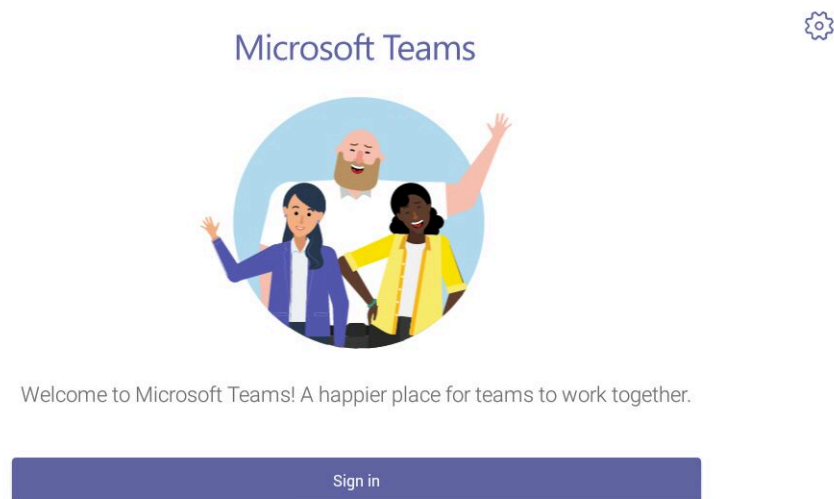 Microsoft Teams
Welcome to Microsoft Teams! A happier place for teams to work together.
Sign in